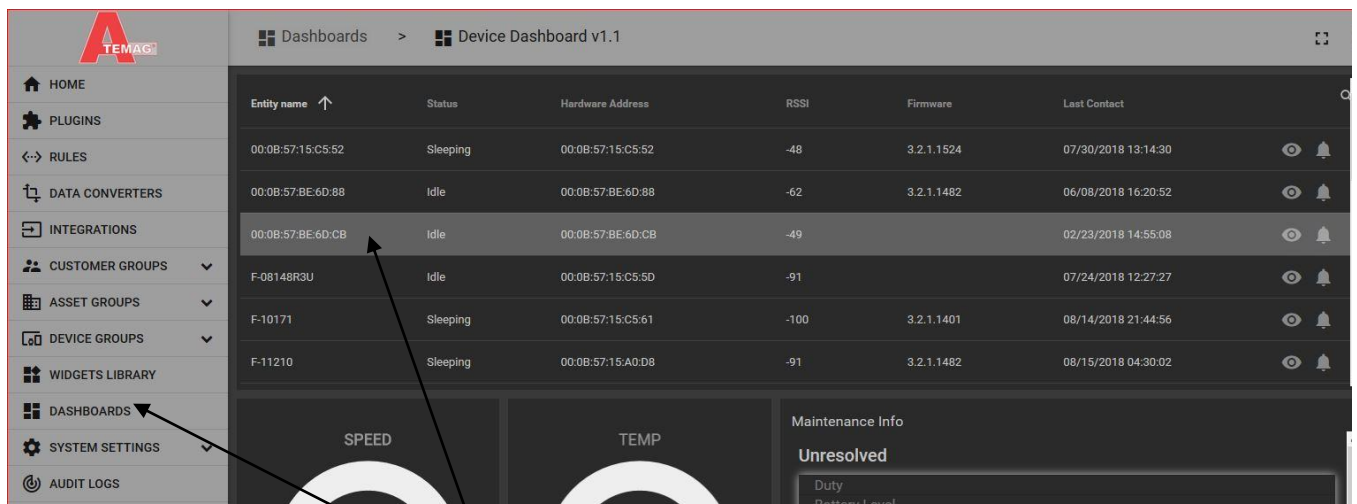 ATEMAG
Dashboards > Device Dashboard v1.1
HOME
PLUGINS
RULES
DATA CONVERTERS
INTEGRATIONS
CUSTOMER GROUPS
ASSET GROUPS
DEVICE GROUPS
WIDGETS LIBRARY
DASHBOARDS
SYSTEM SETTINGS
AUDIT LOGS
Entity name Status Hardware Address RSSI Firmware Last Contact
00:0B:57:15:C5:52 Sleeping 00:0B:57:15:C5:52 -48 3.2.1.1524 07/30/2018 13:14:30
00:0B:57:BE:6D:88 Idle 00:0B:57:BE:6D:88 -62 3.2.1.1482 06/08/2018 16:20:52
00:0B:57:BE:6D:CB Idle 00:0B:57:BE:6D:CB -49 02/23/2018 14:55:08
F-08148R3U Idle 00:0B:57:15:C5:5D -91 07/24/2018 12:27:27
F-10171 Sleeping 00:0B:57:15:C5:61 -100 3.2.1.1401 08/14/2018 21:44:56
F-11210 Sleeping 00:0B:57:15:A0:D8 -91 3.2.1.1482 08/15/2018 04:30:02
SPEED
TEMP
Maintenance Info
Unresolved
Duty
Battery Level